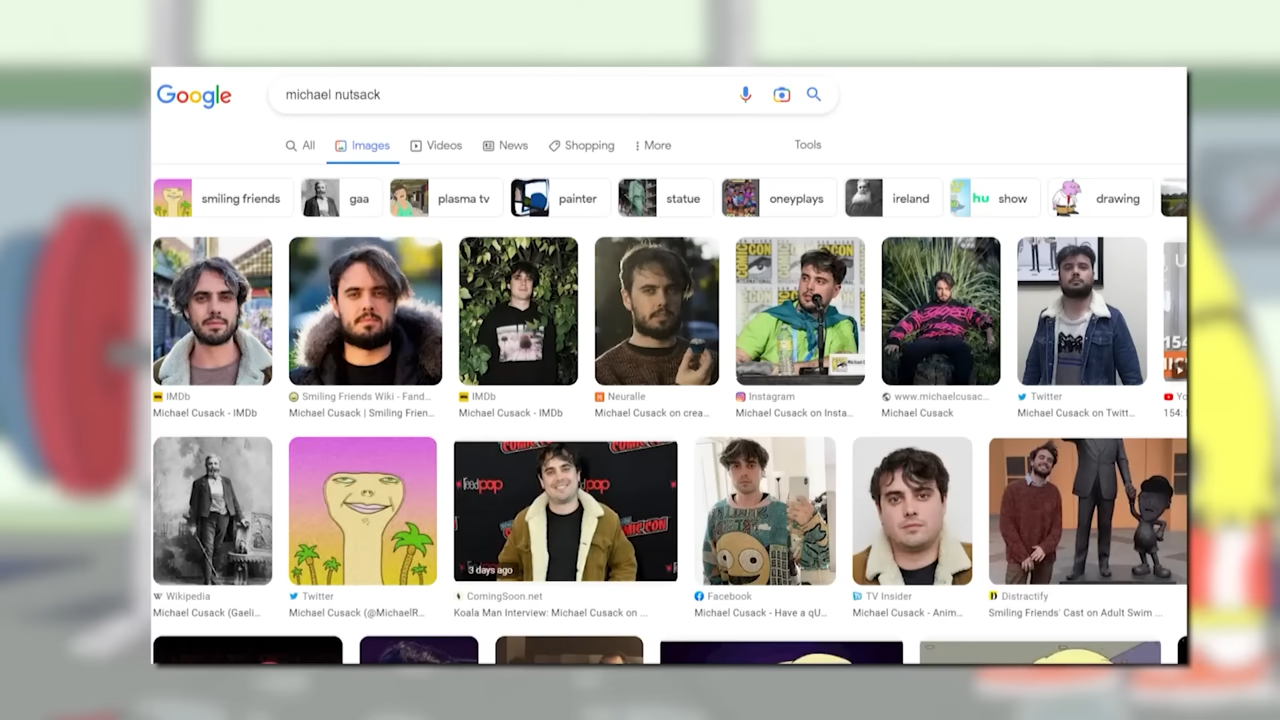 Google
michael nutsack
All Images Videos News Shopping More Tools
smiling friends gaa plasma tv painter statue oneyplays ireland hu show drawing
IMDb Smiling Friends Wiki - Fand... IMDb Neuralle Instagram www.michaelcusac... Twitter
Michael Cusack - IMDb Michael Cusack | Smiling Frien... Michael Cusack - IMDb Michael Cusack on crea... Michael Cusack on Insta... Michael Cusack Michael Cusack on Twitt... 154:
feedpop
COMIC CON
3 days ago
Wikipedia Twitter ComingSoon.net Facebook TV Insider Distractify
Michael Cusack (Gaeli... Michael Cusack (@MichaelR... Koala Man Interview: Michael Cusack on ... Michael Cusack - Have a qU... Michael Cusack - Anim... Smiling Friends' Cast on Adult Swim ...